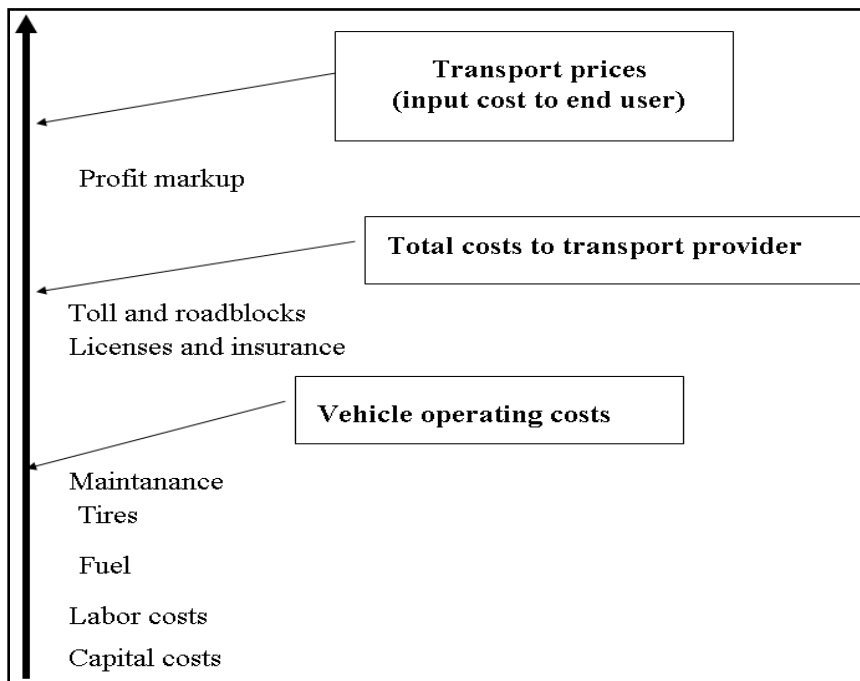 Transport prices
(input cost to end user)
Profit markup
Total costs to transport provider
Toll and roadblocks
Licenses and insurance
Vehicle operating costs
Maintanance
Tires
Fuel
Labor costs
Capital costs